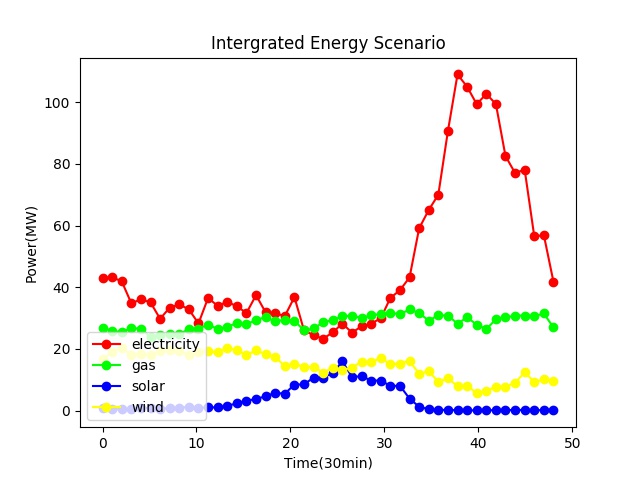 Intergrated Energy Scenario
Power(MW)
100
80
60
40
20
0
electricity
gas
solar
wind
0 10 20 30 40 50
Time(30min)